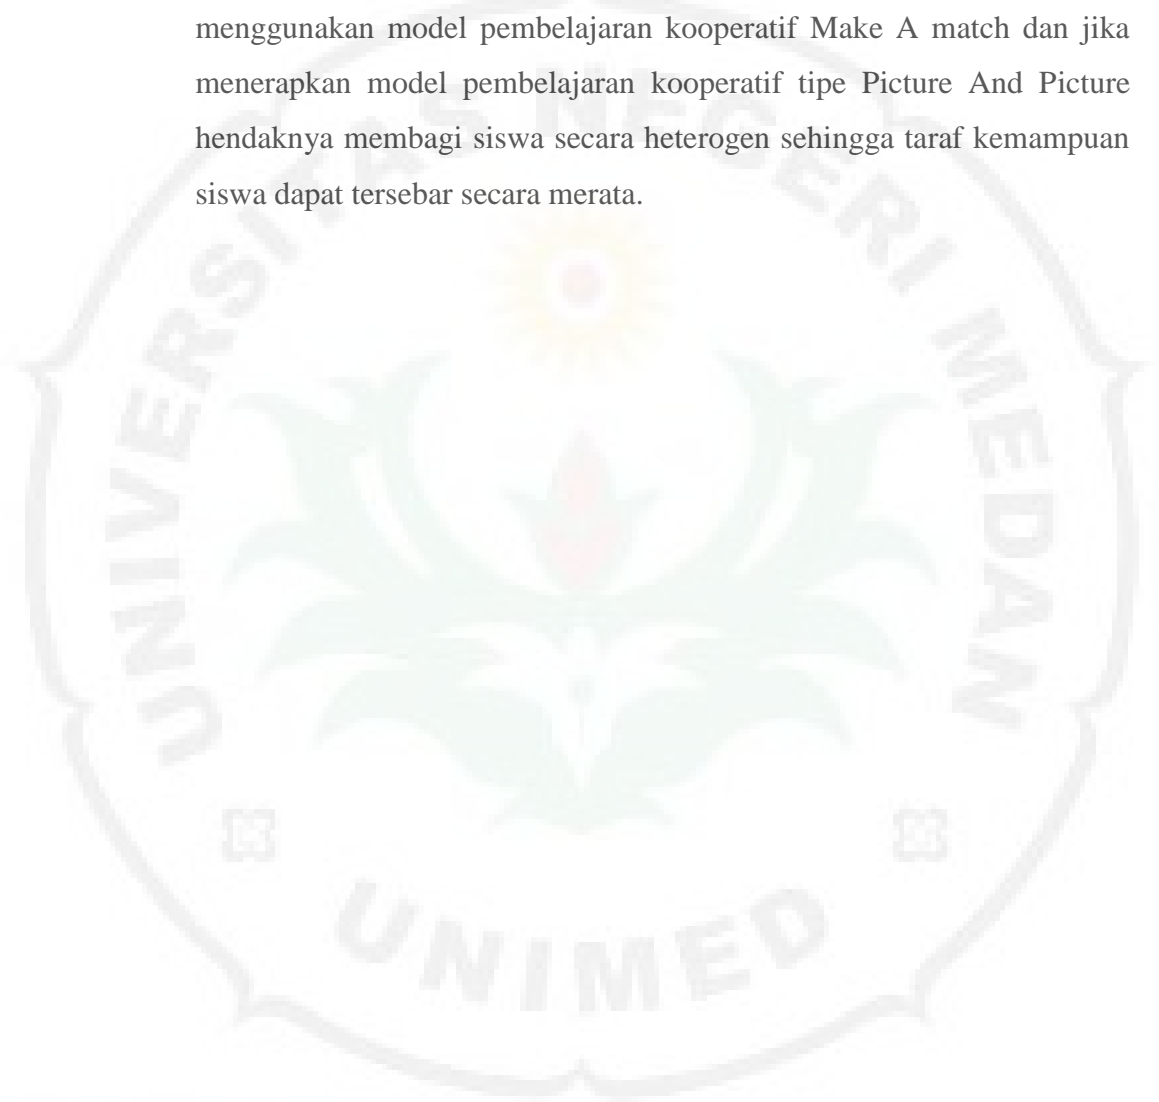 menggunakan model pembelajaran kooperatif Make A match dan jika
menerapkan model pembelajaran kooperatif tipe Picture And Picture
hendaknya membagi siswa secara heterogen sehingga taraf kemampuan
siswa dapat tersebar secara merata.
UNIVERSITAS NEGERI MEDAN
UNIMED